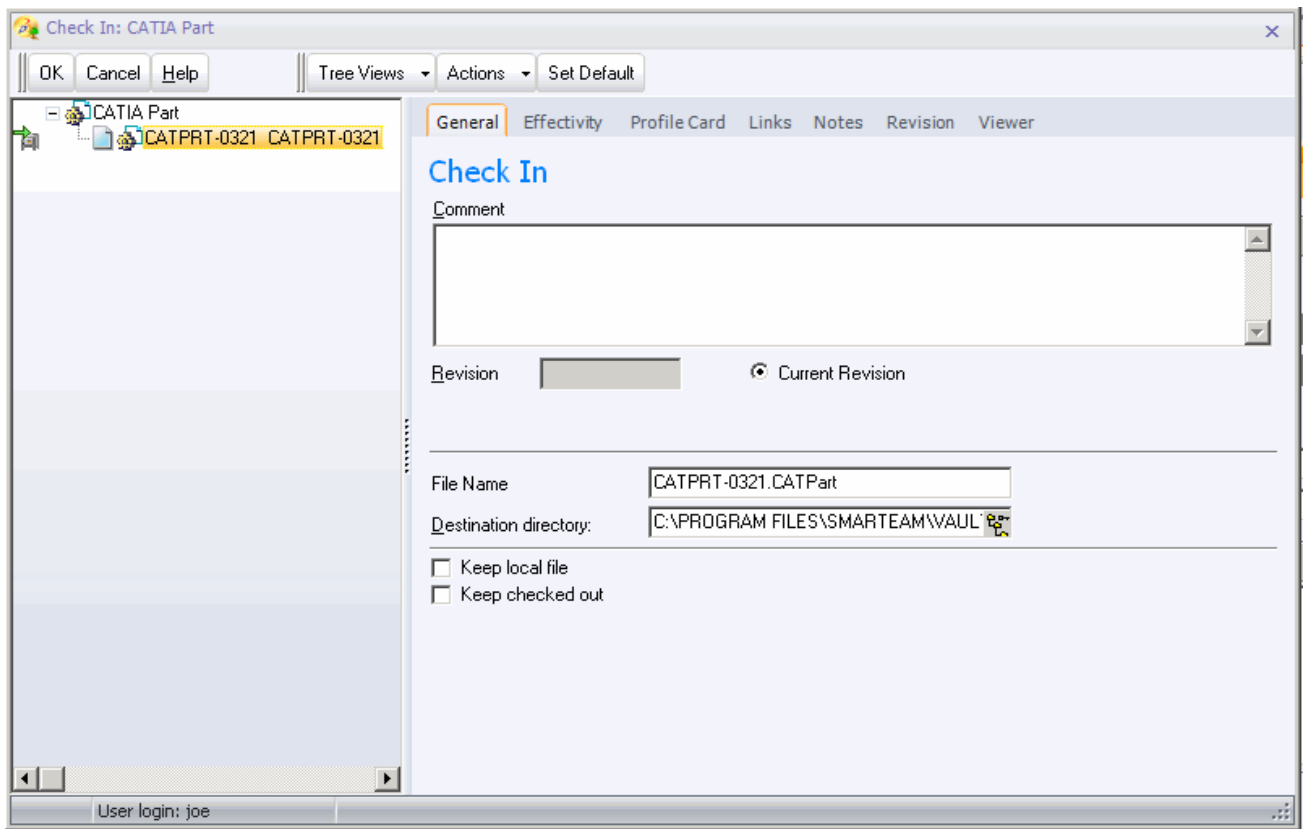 Check In: CATIA Part
OK Cancel Help Tree Views Actions Set Default
CATIA Part
CATPRT-0321 CATPRT-0321
General Effectivity Profile Card Links Notes Revision Viewer
Check In
Comment
Revision Current Revision
File Name CATPRT-0321.CATPart
Destination directory: C:\PROGRAM FILES\SMARTEAM\VAUL
Keep local file
Keep checked out
User login: joe